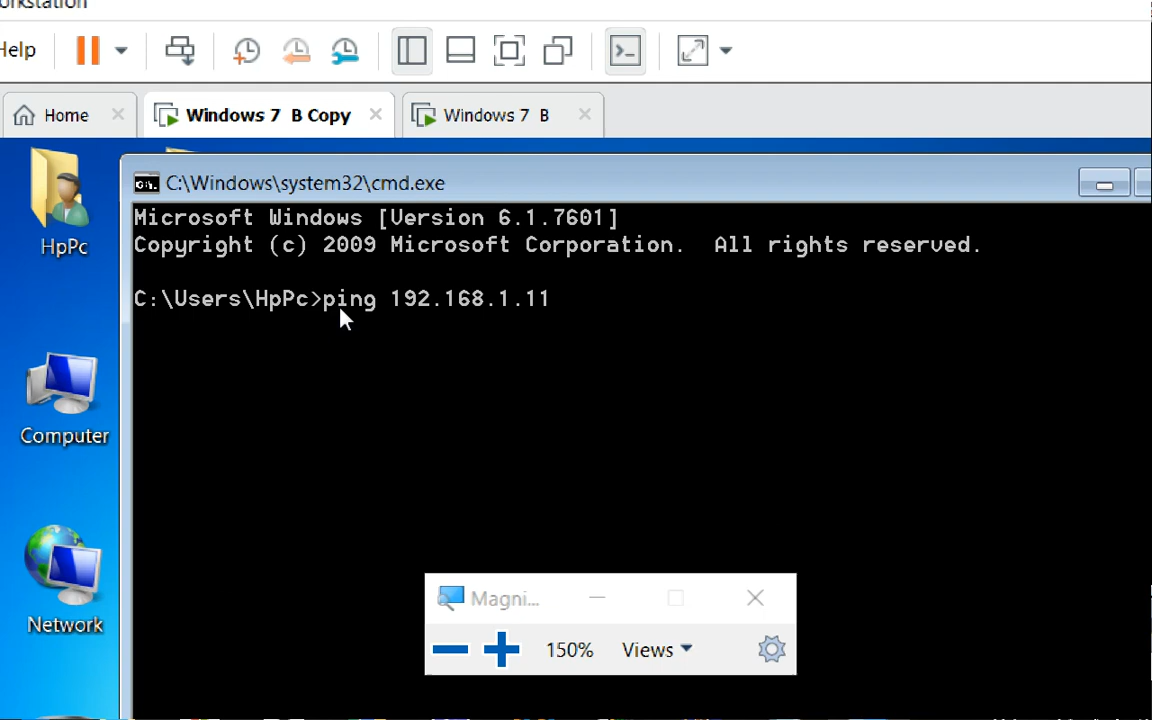 orkstation
Help
Home
Windows 7 B Copy
Windows 7 B
C:\Windows\system32\cmd.exe
HpPc
Microsoft Windows [Version 6.1.7601]
Copyright (c) 2009 Microsoft Corporation. All rights reserved.
C:\Users\HpPc>ping 192.168.1.11
Computer
Network
Magni...
150%
Views